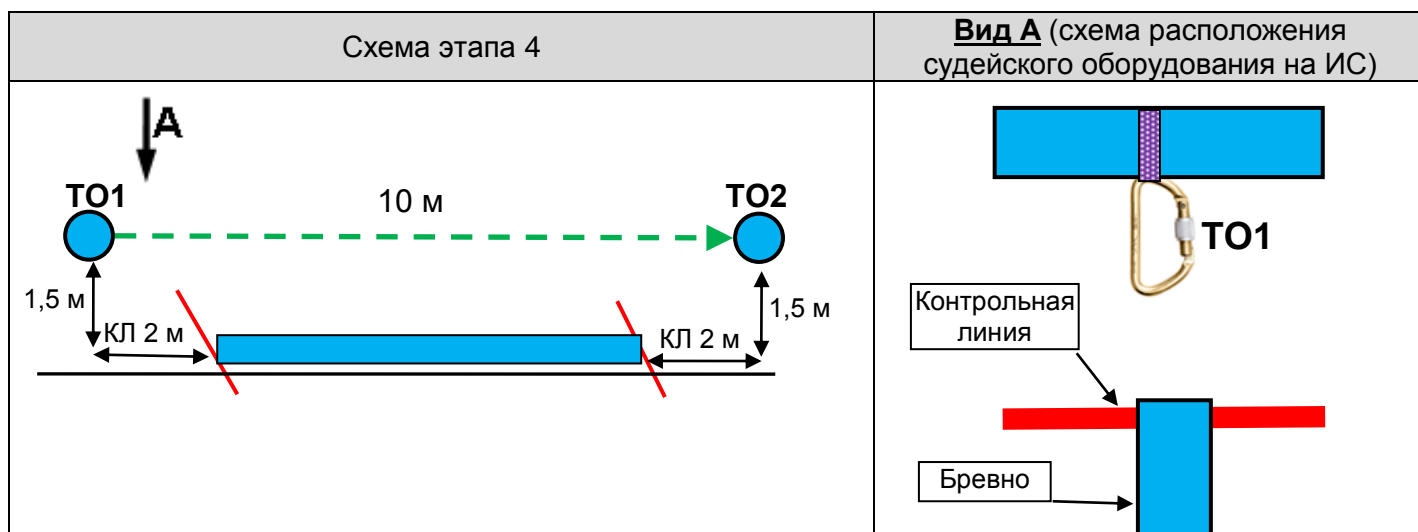 Схема этапа 4
Вид А (схема расположения
судейского оборудования на ИС)
А
ТО1
10 м
ТО2
1,5 м
КЛ 2 м
КЛ 2 м
1,5 м
ТО1
Контрольная
линия
Бревно